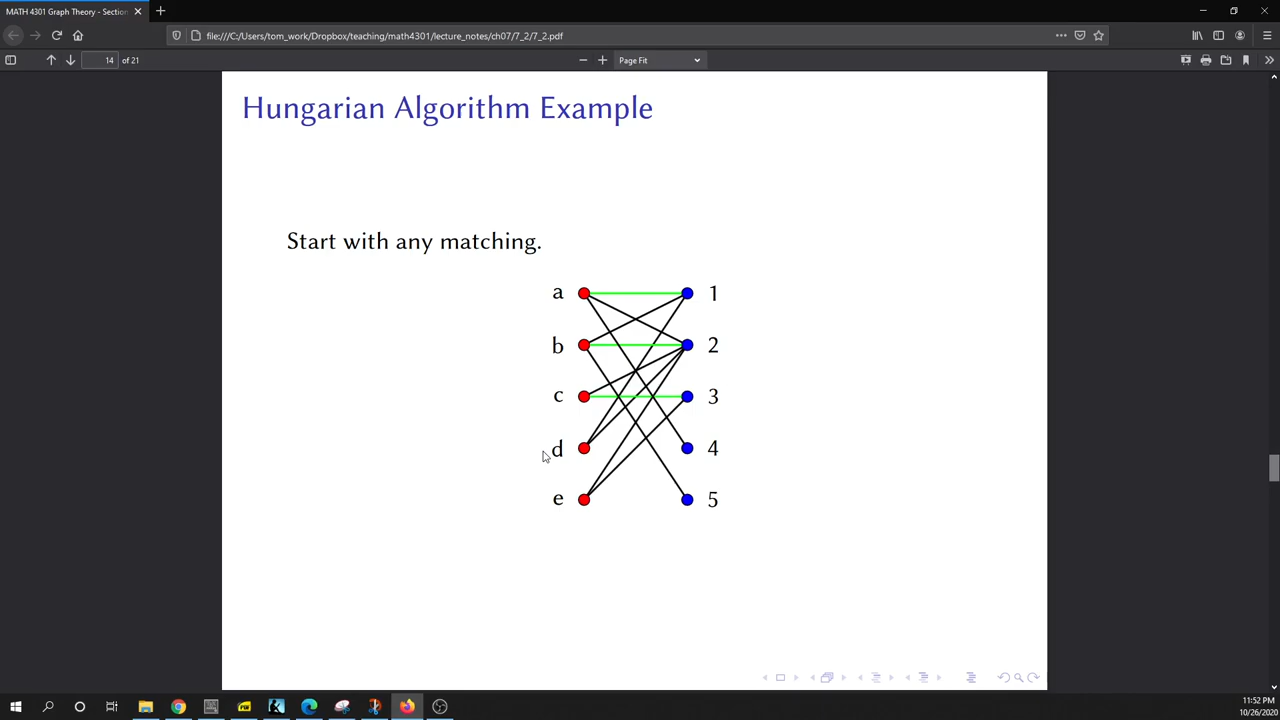 MATH 4301 Graph Theory - Section
file:///C:/Users/tom_work/Dropbox/teaching/math4301/lecture_notes/ch07/7_2/7_2.pdf
14 of 21
Page Fit
Hungarian Algorithm Example
Start with any matching.
a 1
b 2
c 3
d 4
e 5
11:52 PM
10/26/2020